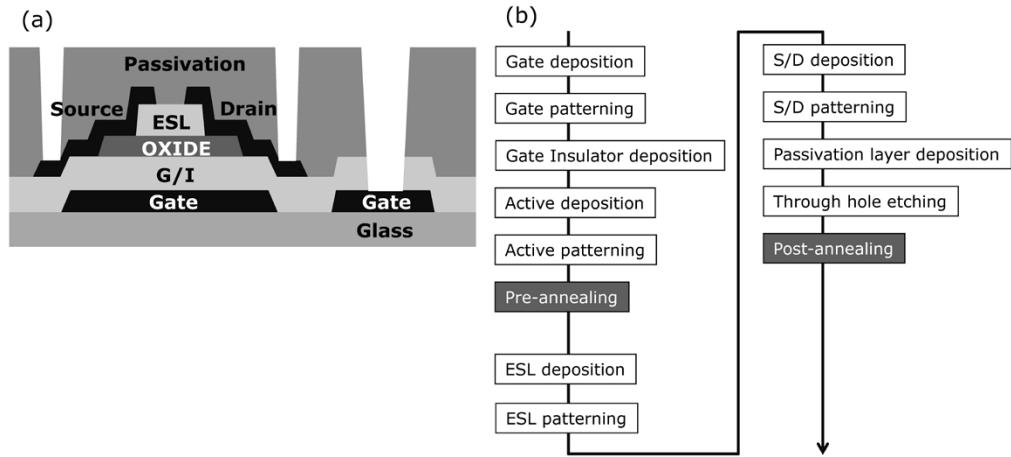 (a)
Passivation
Source
Drain
ESL
OXIDE
G/I
Gate
Gate
Glass
(b)
Gate deposition
Gate patterning
Gate Insulator deposition
Active deposition
Active patterning
Pre-annealing
ESL deposition
ESL patterning
S/D deposition
S/D patterning
Passivation layer deposition
Through hole etching
Post-annealing